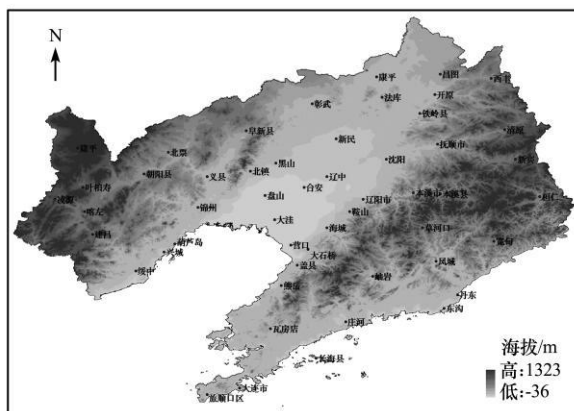 N
康平
昌图
西丰
法库
开原
彰武
铁岭县
阜新县
新民
清原
抚顺市
北票
黑山
沈阳
新宾
建平
朝阳县
义县
北镇
辽中
叶柏寿
台安
本溪市
本溪县
桓仁
盘山
辽阳市
凌源
锦州
鞍山
喀左
大洼
海城
草河口
建昌
葫芦岛
营口
宽甸
兴城
大石桥
盖县
凤城
绥中
岫岩
熊岳
丹东
东沟
瓦房店
庄河
长海县
大连市
旅顺口区
海拔/m
高:1323
低:-36